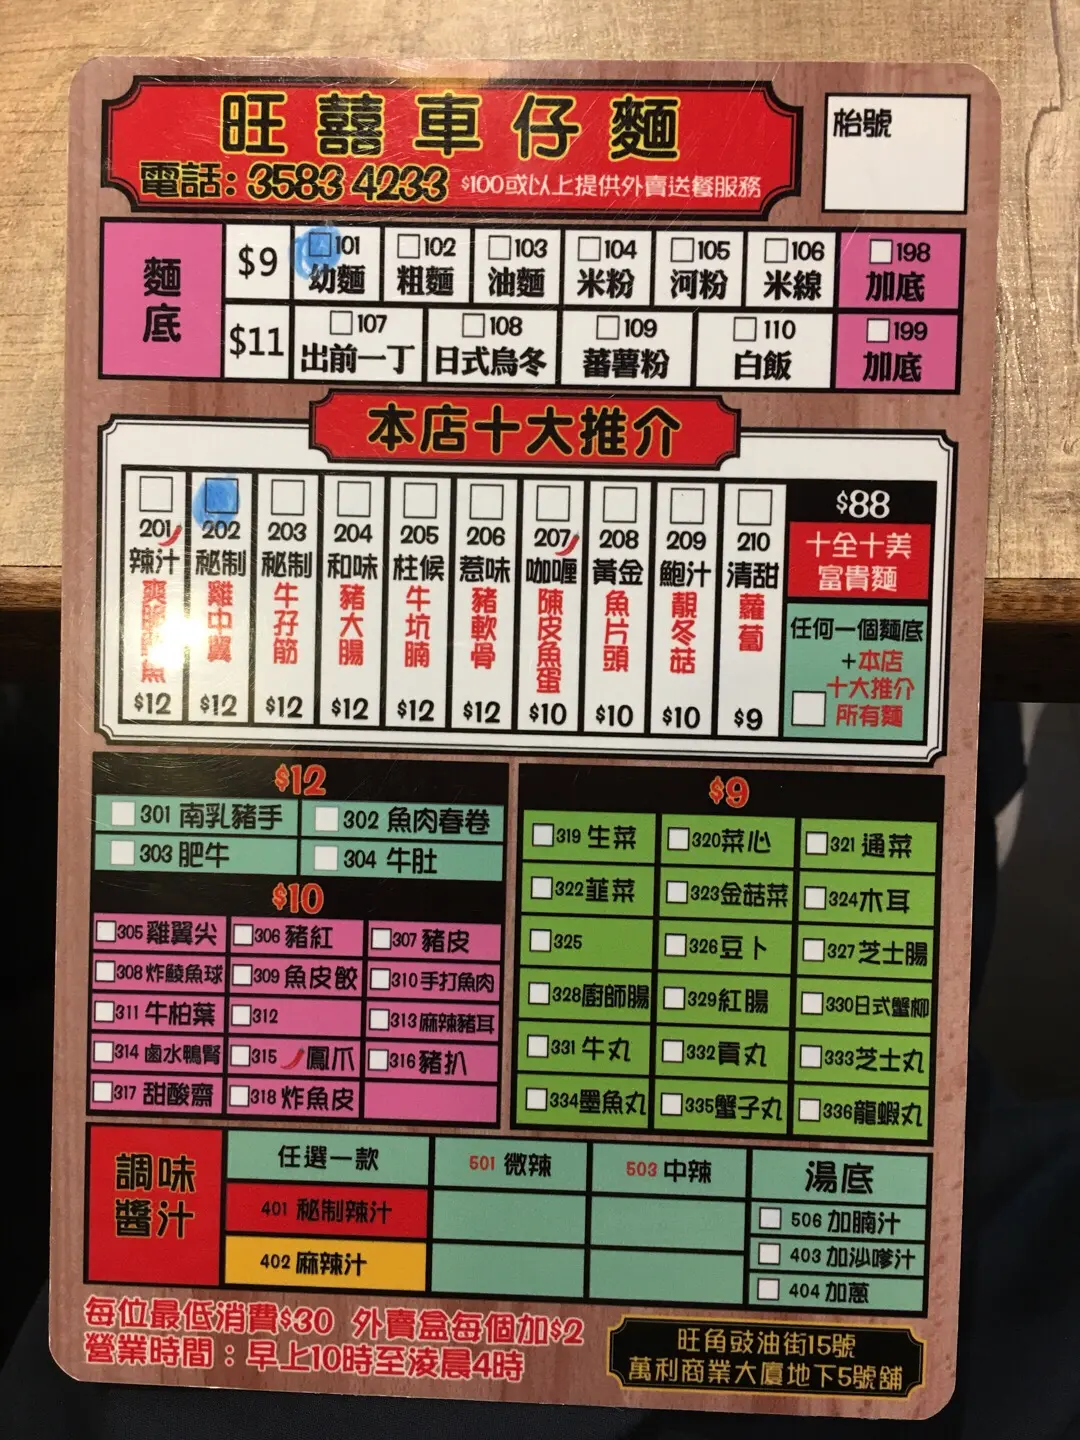 旺囍車仔麵
電話: 3583 4233 $100或以上提供外賣送餐服務
枱號
麵底
$9
101 幼麵
102 粗麵
103 油麵
104 米粉
105 河粉
106 米線
198 加底
$11
107 出前一丁
108 日式烏冬
109 蕃薯粉
110 白飯
199 加底
本店十大推介
201 辣汁 $12
202 秘制 雞中翼 $12
203 秘制 牛孖筋 $12
204 和味 豬大腸 $12
205 柱候 牛坑腩 $12
206 惹味 豬軟骨 $12
207 咖喱 陳皮魚蛋 $10
208 黃金 魚片頭 $10
209 鮑汁 靚冬菇 $10
210 清甜 蘿蔔 $9
$88
十全十美
富貴麵
任何一個麵底
+本店
十大推介
所有麵
$12
301 南乳豬手
302 魚肉春卷
303 肥牛
304 牛肚
$10
305 雞翼尖
306 豬紅
307 豬皮
308 炸鯪魚球
309 魚皮餃
310 手打魚肉
311 牛柏葉
312
313 麻辣豬耳
314 鹵水鴨腎
315 鳳爪
316 豬扒
317 甜酸齋
318 炸魚皮
$9
319 生菜
320 菜心
321 通菜
322 韮菜
323 金菇菜
324 木耳
325
326 豆卜
327 芝士腸
328 廚師腸
329 紅腸
330 日式蟹柳
331 牛丸
332 貢丸
333 芝士丸
334 墨魚丸
335 蟹子丸
336 龍蝦丸
調味
醬汁
任選一款
501 微辣
503 中辣
湯底
401 秘制辣汁
506 加腩汁
402 麻辣汁
403 加沙嗲汁
404 加蔥
每位最低消費$30 外賣盒每個加$2
營業時間：早上10時至淩晨4時
旺角豉油街15號
萬利商業大廈地下5號舖